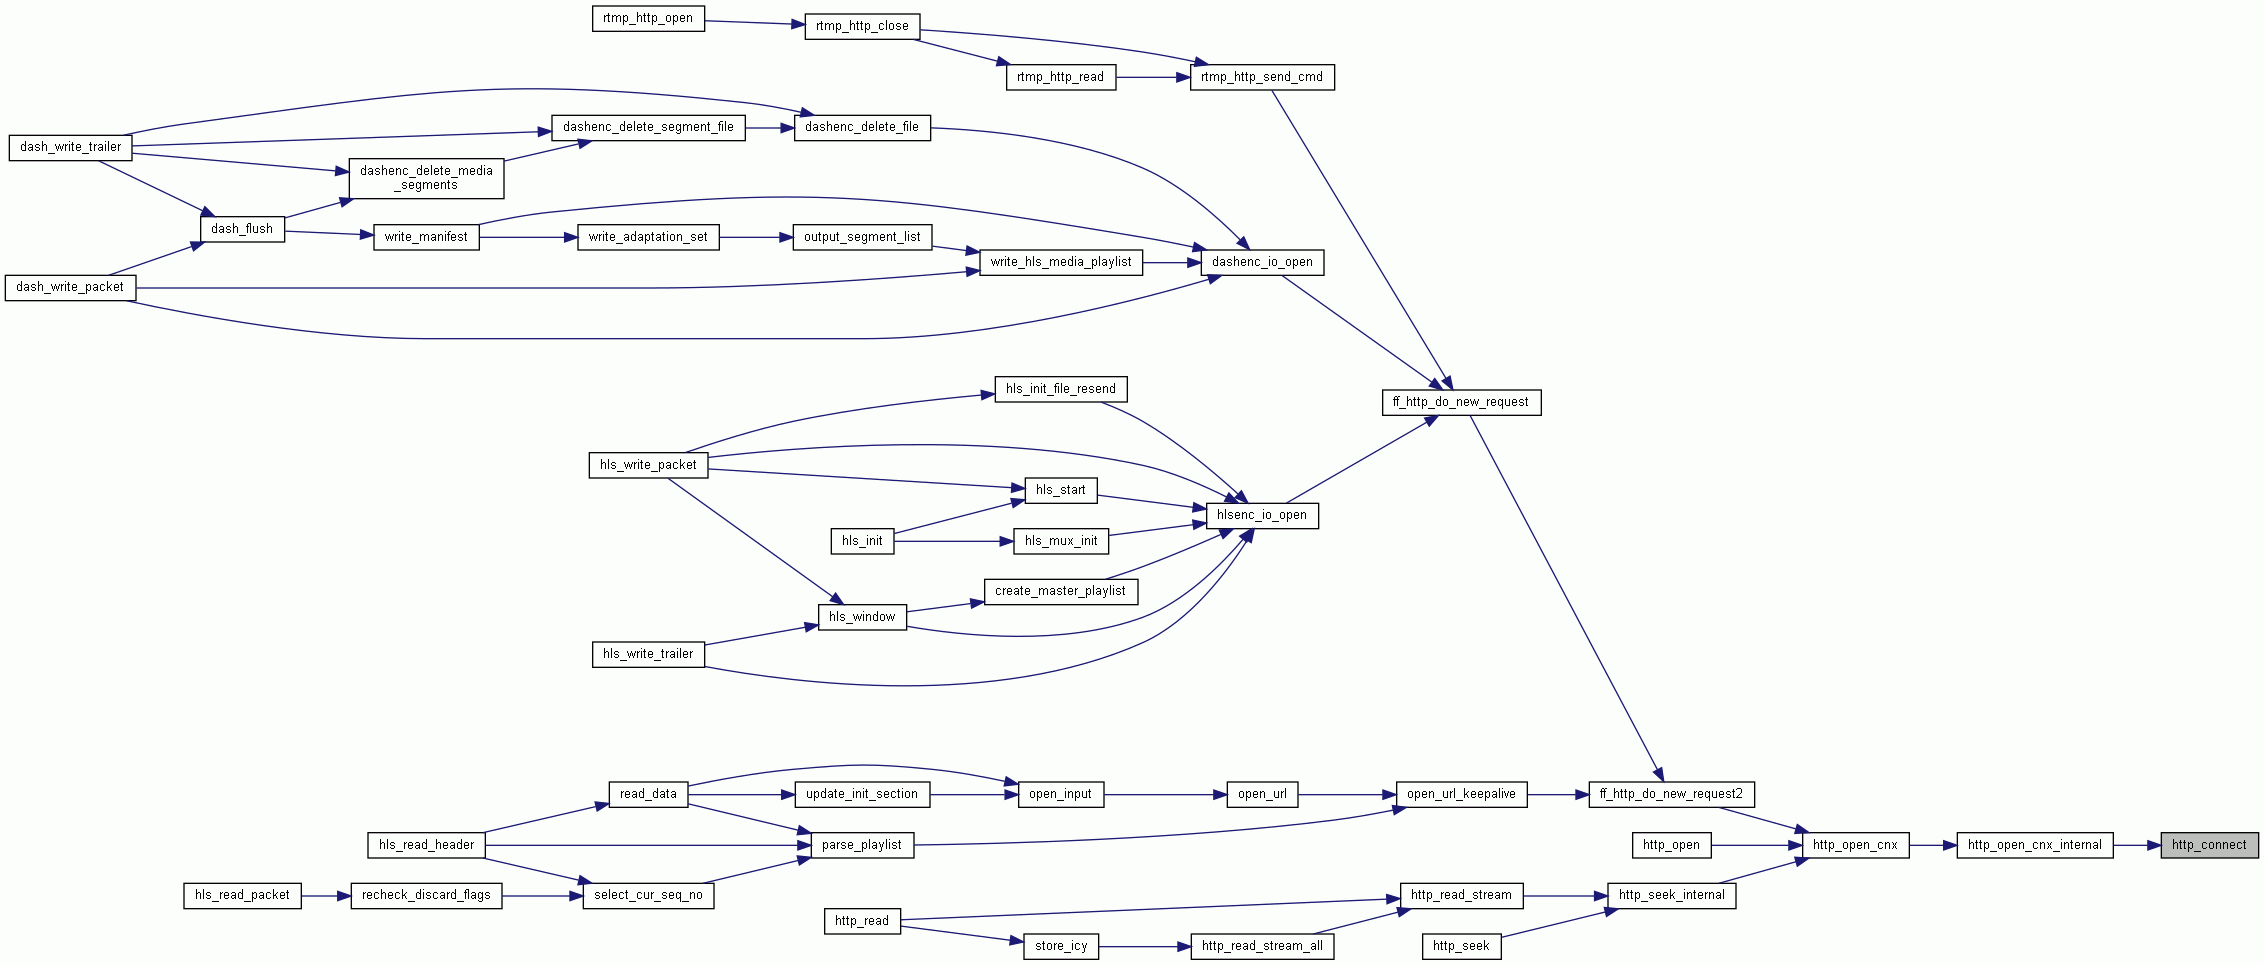 rtmp_http_open
rtmp_http_close
rtmp_http_read
rtmp_http_send_cmd
dash_write_trailer
dashenc_delete_segment_file
dashenc_delete_file
dashenc_delete_media
_segments
dash_flush
write_manifest
write_adaptation_set
output_segment_list
write_hls_media_playlist
dashenc_io_open
dash_write_packet
hls_init_file_resend
ff_http_do_new_request
hls_write_packet
hls_start
hlsenc_io_open
hls_init
hls_mux_init
create_master_playlist
hls_window
hls_write_trailer
read_data
update_init_section
open_input
open_url
open_url_keepalive
ff_http_do_new_request2
hls_read_header
parse_playlist
http_open
http_open_cnx
http_open_cnx_internal
http_connect
hls_read_packet
recheck_discard_flags
select_cur_seq_no
http_read_stream
http_seek_internal
http_read
store_icy
http_read_stream_all
http_seek